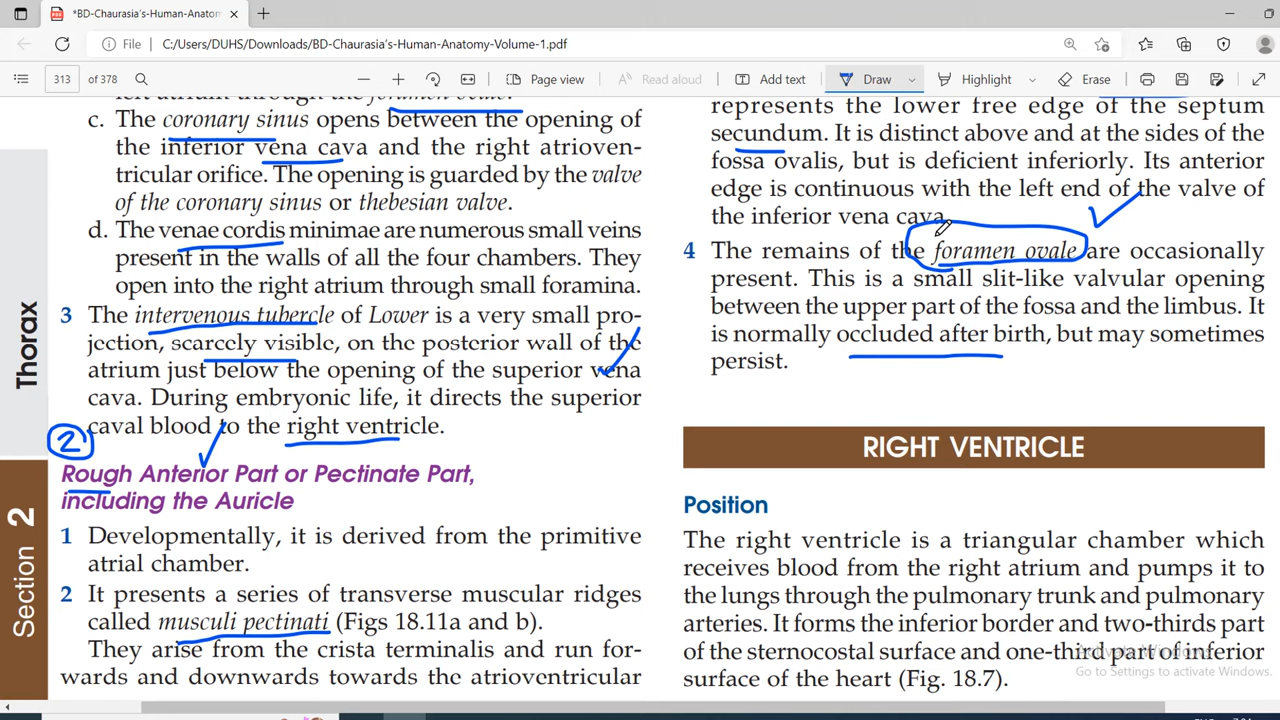 *BD-Chaurasia's-Human-Anatomy-Volume-1.pdf
File
C:/Users/DUHS/Downloads/BD-Chaurasia's-Human-Anatomy-Volume-1.pdf
313 of 378
Page view
Read aloud
Add text
Draw
Highlight
Erase
left atrium through the foramen ovale.
c. The coronary sinus opens between the opening of
the inferior vena cava and the right atrioven-
tricular orifice. The opening is guarded by the valve
of the coronary sinus or thebesian valve.
d. The venae cordis minimae are numerous small veins
present in the walls of all the four chambers. They
open into the right atrium through small foramina.
3 The intervenous tubercle of Lower is a very small pro-
jection, scarcely visible, on the posterior wall of the
atrium just below the opening of the superior vena
cava. During embryonic life, it directs the superior
caval blood to the right ventricle.
2
Rough Anterior Part or Pectinate Part,
including the Auricle
1 Developmentally, it is derived from the primitive
atrial chamber.
2 It presents a series of transverse muscular ridges
called musculi pectinati (Figs 18.11a and b).
They arise from the crista terminalis and run for-
wards and downwards towards the atrioventricular
Thorax
Section 2
represents the lower free edge of the septum
secundum. It is distinct above and at the sides of the
fossa ovalis, but is deficient inferiorly. Its anterior
edge is continuous with the left end of the valve of
the inferior vena cava.
4 The remains of the foramen ovale are occasionally
present. This is a small slit-like valvular opening
between the upper part of the fossa and the limbus. It
is normally occluded after birth, but may sometimes
persist.
RIGHT VENTRICLE
Position
The right ventricle is a triangular chamber which
receives blood from the right atrium and pumps it to
the lungs through the pulmonary trunk and pulmonary
arteries. It forms the inferior border and two-thirds part
of the sternocostal surface and one-third part of inferior
surface of the heart (Fig. 18.7).
Activate Windows
Go to Settings to activate Windows.